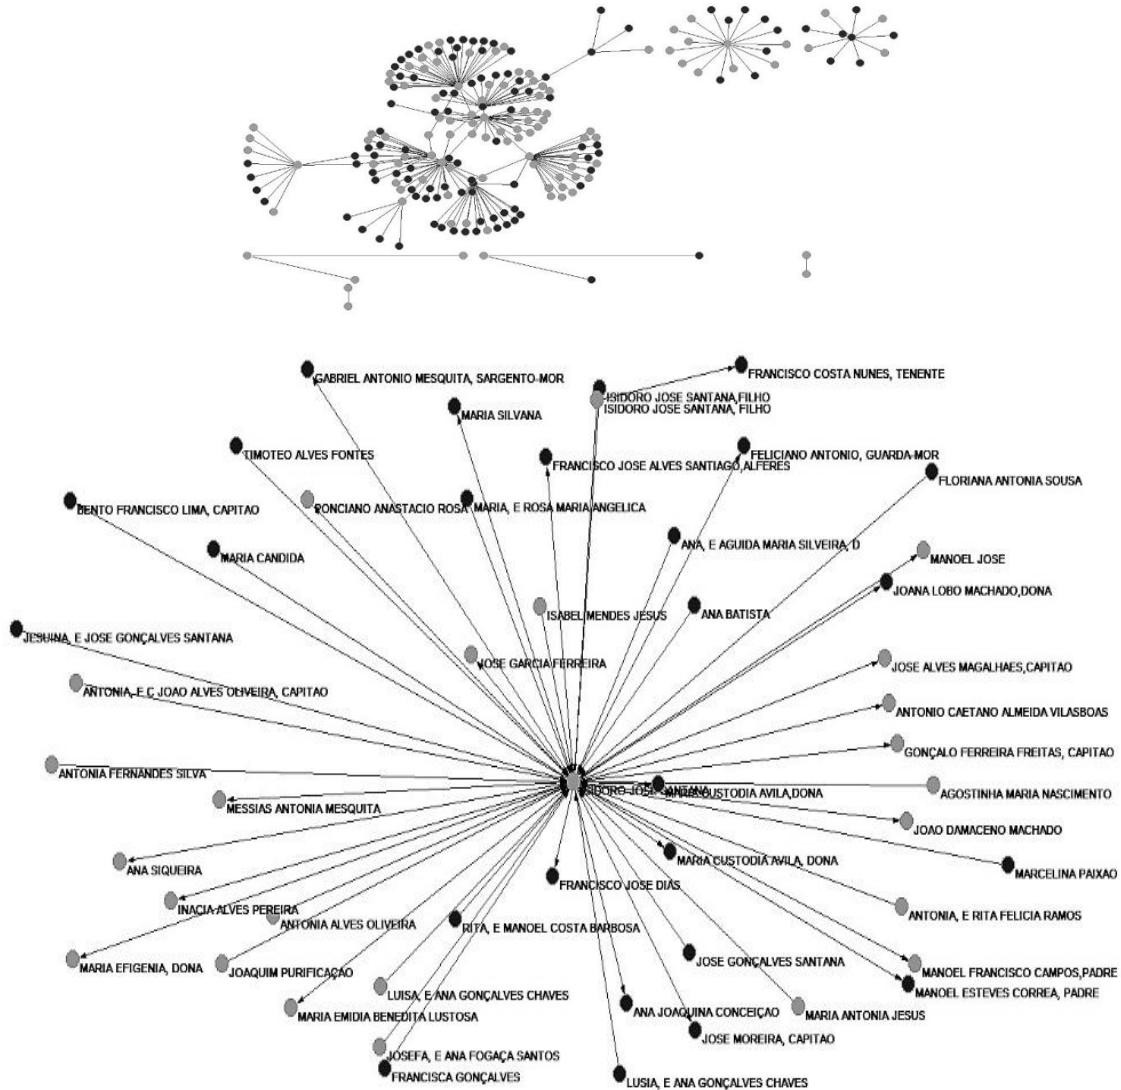 FRANCISCO COSTA NUNES, TENENTE
GABRIEL ANTONIO MESQUITA, SARGENTO-MOR
ISIDORO JOSE SANTANA,FILHO
ISIDORO JOSE SANTANA, FILHO
MARIA SILVANA
TIMOTEO ALVES FONTES
FELICIANO ANTONIO, GUARDA-MOR
FRANCISCO JOSE ALVES SANTIAGO,ALFERES
FLORIANA ANTONIA SOUSA
BENTO FRANCISCO LIMA, CAPITAO
PONCIANO ANASTACIO ROSA
MARIA, E ROSA MARIA ANGELICA
ANA, E AGUIDA MARIA SILVEIRA, D
MARIA CANDIDA
MANOEL JOSE
JOANA LOBO MACHADO,DONA
ISABEL MENDES JESUS
ANA BATISTA
JESUINA, E JOSE GONÇALVES SANTANA
JOSE GARCIA FERREIRA
JOSE ALVES MAGALHAES,CAPITAO
ANTONIA, E C JOAO ALVES OLIVEIRA, CAPITAO
ANTONIO CAETANO ALMEIDA VILASBOAS
GONÇALO FERREIRA FREITAS, CAPITAO
ANTONIA FERNANDES SILVA
ISIDORO JOSE SANTANA
MARIA CUSTODIA AVILA,DONA
AGOSTINHA MARIA NASCIMENTO
MESSIAS ANTONIA MESQUITA
JOAO DAMACENO MACHADO
MARIA CUSTODIA AVILA, DONA
ANA SIQUEIRA
MARCELINA PAIXAO
FRANCISCO JOSE DIAS
INACIA ALVES PEREIRA
ANTONIA, E RITA FELICIA RAMOS
ANTONIA ALVES OLIVEIRA
RITA, E MANOEL COSTA BARBOSA
JOSE GONÇALVES SANTANA
MARIA EFIGENIA, DONA
JOAQUIM PURIFICAÇAO
MANOEL FRANCISCO CAMPOS,PADRE
MANOEL ESTEVES CORREA, PADRE
LUISA, E ANA GONÇALVES CHAVES
MARIA EMIDIA BENEDITA LUSTOSA
ANA JOAQUINA CONCEIÇAO
MARIA ANTONIA JESUS
JOSE MOREIRA, CAPITAO
JOSEFA, E ANA FOGAÇA SANTOS
FRANCISCA GONÇALVES
LUSIA, E ANA GONÇALVES CHAVES